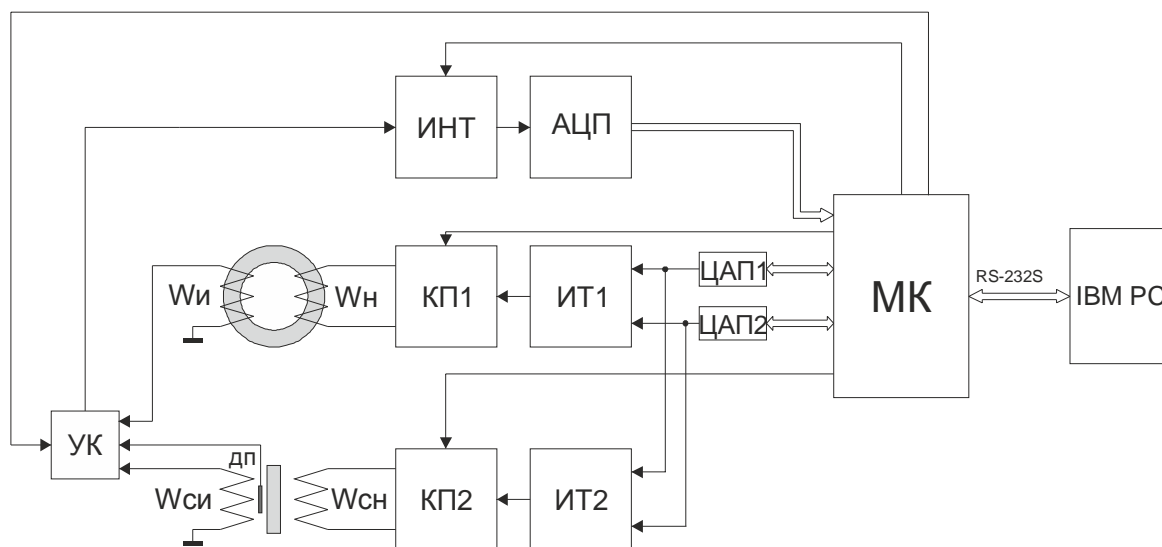 ИНТ
АЦП
RS-232S
МК
IBM PC
Wи
Wн
КП1
ИТ1
ЦАП1
ЦАП2
УК
дп
Wси
Wсн
КП2
ИТ2